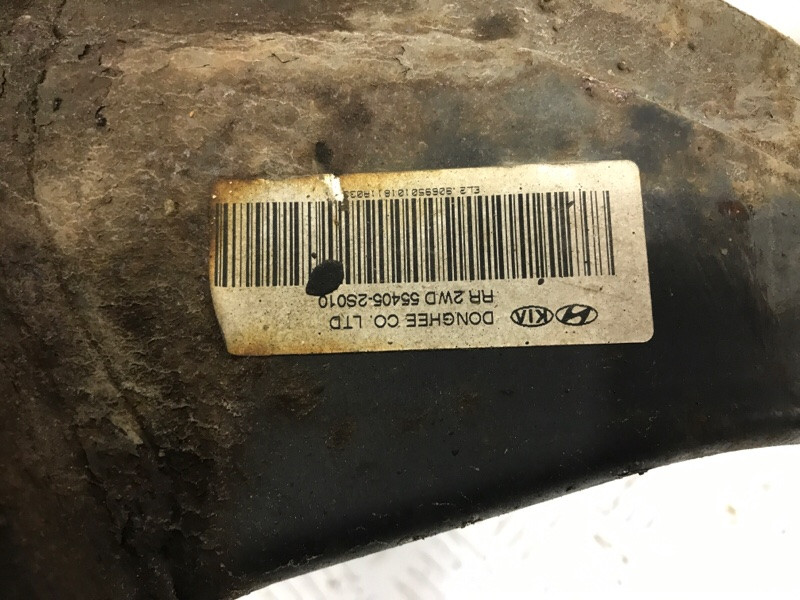 KIA DONGHEE CO. LTD
RR 2WD 55405-2S010